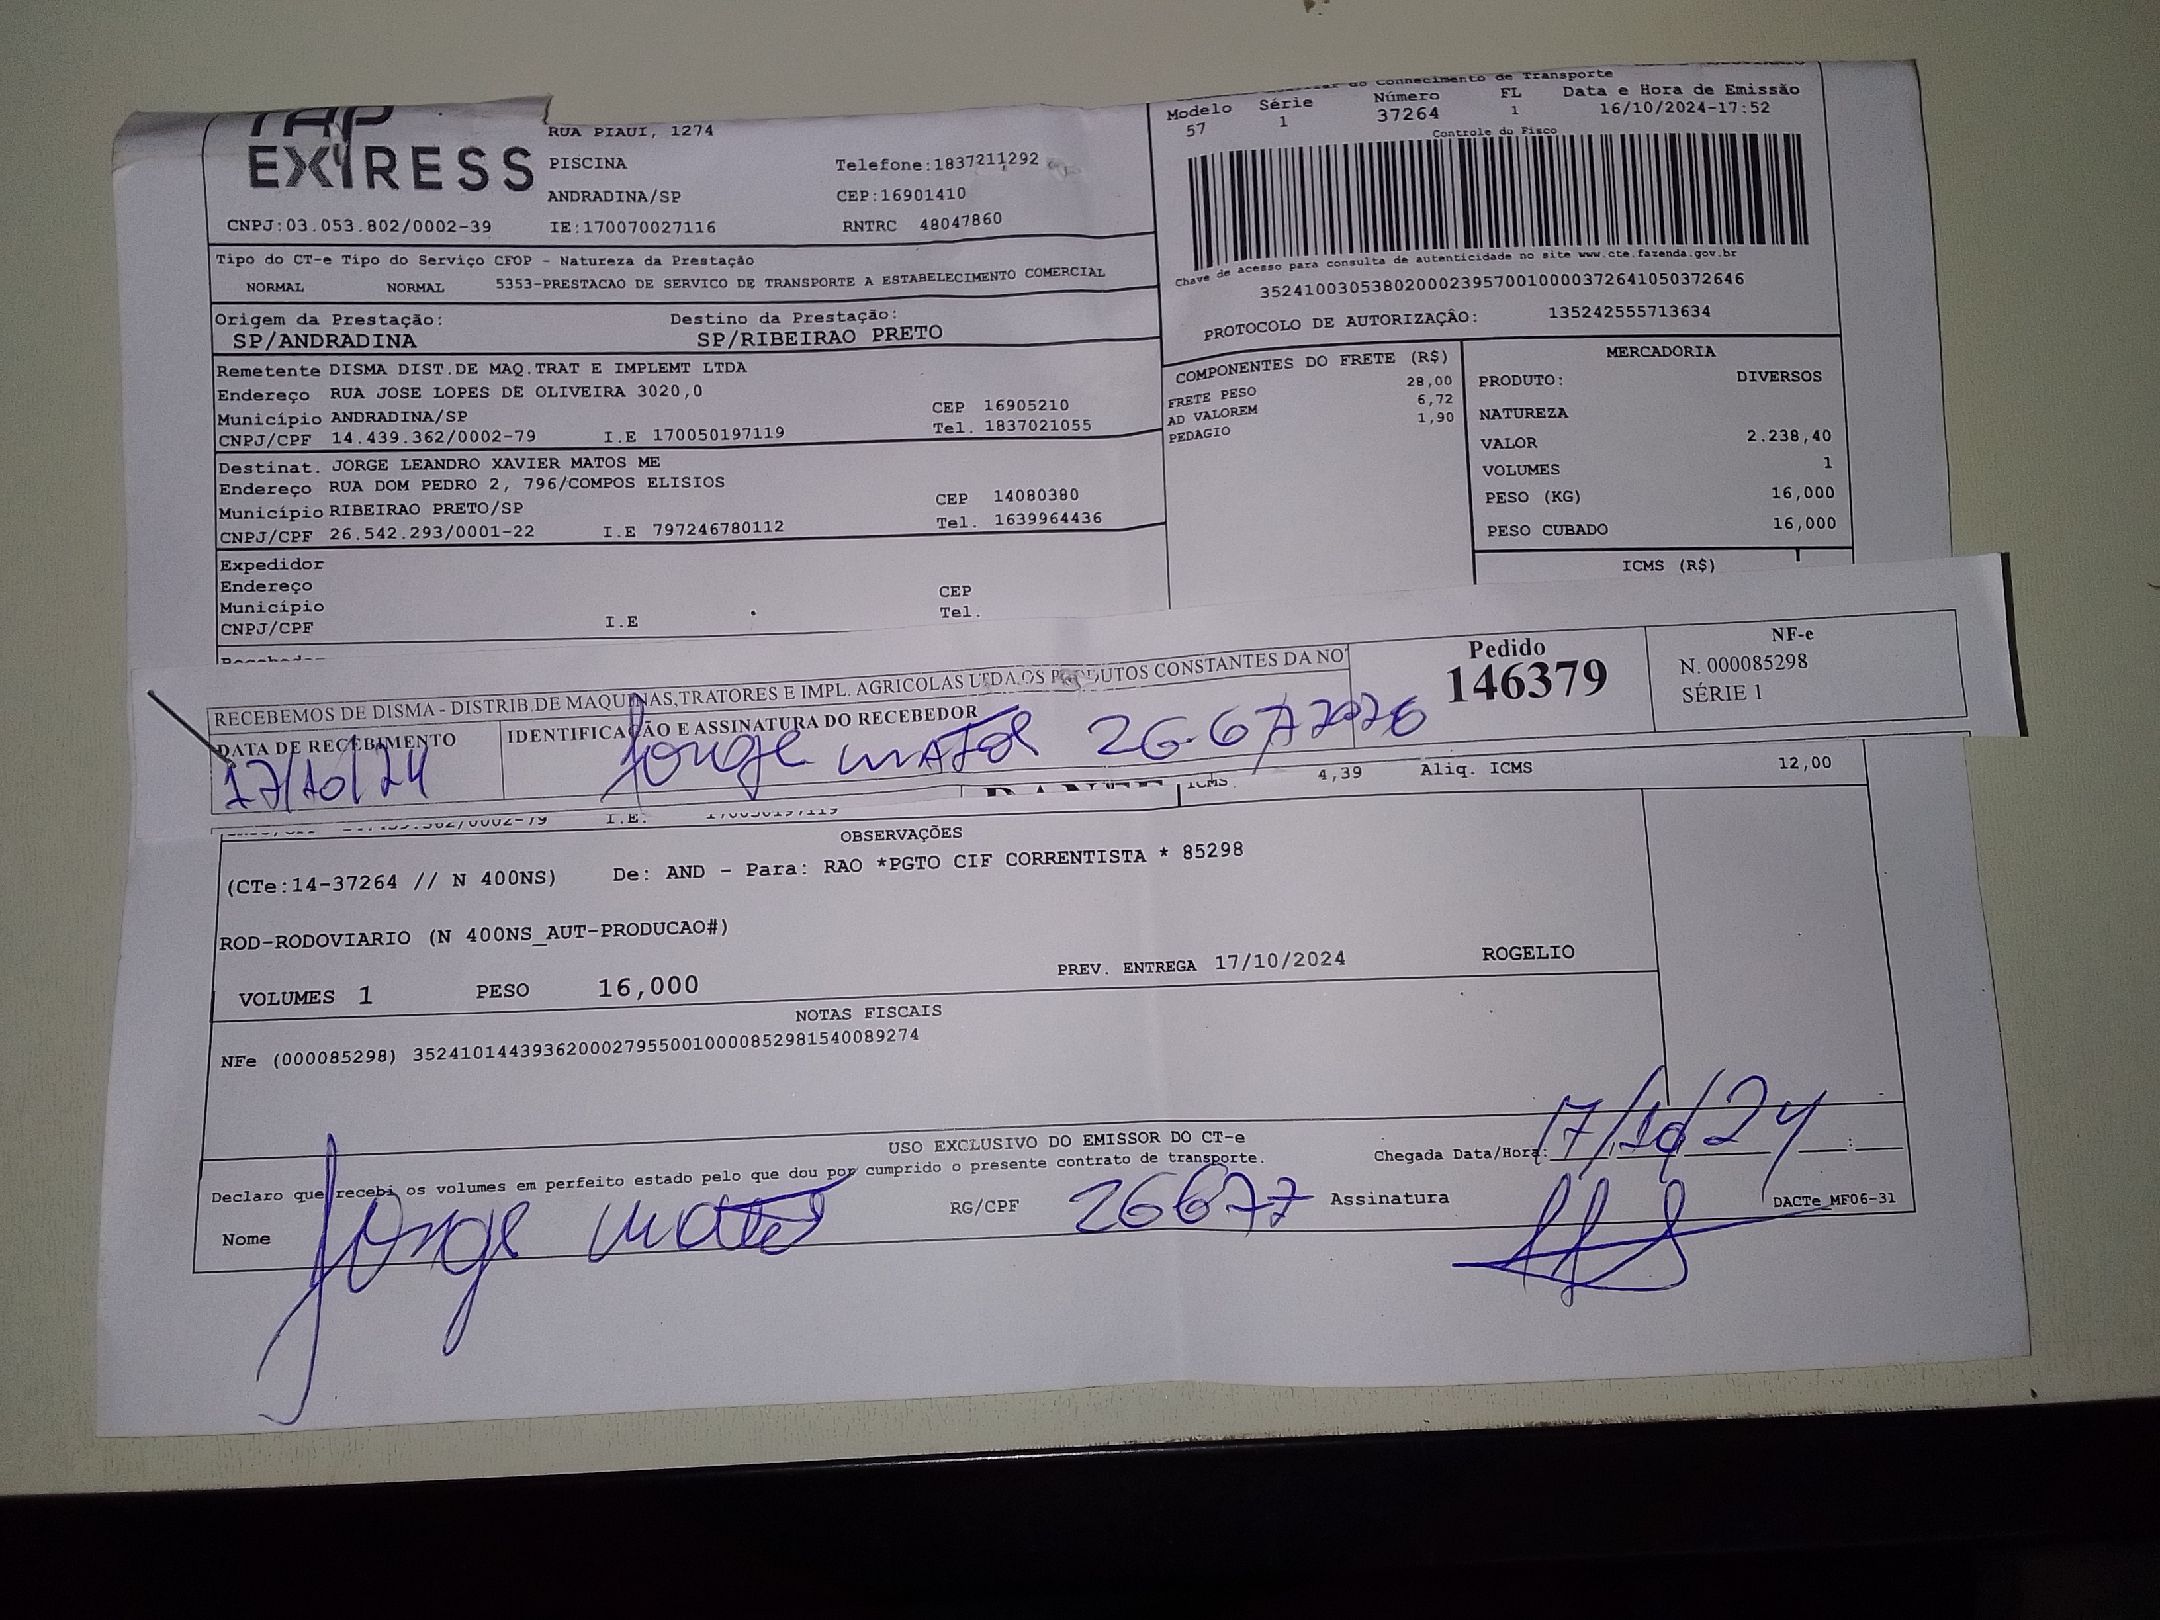 EXPRESS
RUA PIAUI, 1274
PISCINA
Telefone:1837211292
ANDRADINA/SP
CEP:16901410
CNPJ:03.053.802/0002-39
IE:170070027116
RNTRC 48047860
do Conhecimento de Transporte
Modelo Série Número FL Data e Hora de Emissão
57 1 37264 1 16/10/2024-17:52
Controle do Fisco
Chave de acesso para consulta de autenticidade no site www.cte.fazenda.gov.br
35241003053802000239570010000372641050372646
PROTOCOLO DE AUTORIZAÇÂO: 135242555713634
Tipo do CT-e Tipo do Serviço CFOP - Natureza da Prestação
NORMAL NORMAL 5353-PRESTACAO DE SERVICO DE TRANSPORTE A ESTABELECIMENTO COMERCIAL
Origem da Prestação: Destino da Prestação:
SP/ANDRADINA SP/RIBEIRAO PRETO
Remetente DISMA DIST.DE MAQ.TRAT E IMPLEMT LTDA
Endereço RUA JOSE LOPES DE OLIVEIRA 3020,0
Município ANDRADINA/SP CEP 16905210
CNPJ/CPF 14.439.362/0002-79 I.E 170050197119 Tel. 1837021055
Destinat. JORGE LEANDRO XAVIER MATOS ME
Endereço RUA DOM PEDRO 2, 796/COMPOS ELISIOS
Município RIBEIRAO PRETO/SP CEP 14080380
CNPJ/CPF 26.542.293/0001-22 I.E 797246780112 Tel. 1639964436
Expedidor
Endereço
Município CEP
CNPJ/CPF I.E Tel.
COMPONENTES DO FRETE (R$)
FRETE PESO 28,00
AD VALOREM 6,72
PEDAGIO 1,90
MERCADORIA
PRODUTO: DIVERSOS
NATUREZA
VALOR 2.238,40
VOLUMES 1
PESO (KG) 16,000
PESO CUBADO 16,000
ICMS (R$)
RECEBEMOS DE DISMA - DISTRIB.DE MAQUINAS,TRATORES E IMPL. AGRICOLAS LTDA,OS PRODUTOS CONSTANTES DA NO
DATA DE RECEBIMENTO
17/10/24
IDENTIFICAÇÃO E ASSINATURA DO RECEBEDOR
Jorge Matos
Pedido
146379
NF-e
N. 000085298
SÉRIE 1
ICMS. 4,39 Aliq. ICMS 12,00
I.E.
OBSERVAÇÕES
(CTe:14-37264 // N 400NS) De: AND - Para: RAO *PGTO CIF CORRENTISTA * 85298
ROD-RODOVIARIO (N 400NS_AUT-PRODUCAO#)
VOLUMES 1 PESO 16,000 PREV. ENTREGA 17/10/2024 ROGELIO
NOTAS FISCAIS
NFe (000085298) 35241014439362000279550010000852981540089274
USO EXCLUSIVO DO EMISSOR DO CT-e
Declaro que recebi os volumes em perfeito estado pelo que dou por cumprido o presente contrato de transporte.
Chegada Data/Hora: 17/10/24
Nome Jorge Matos RG/CPF 26677 Assinatura
DACTe_MF06-31